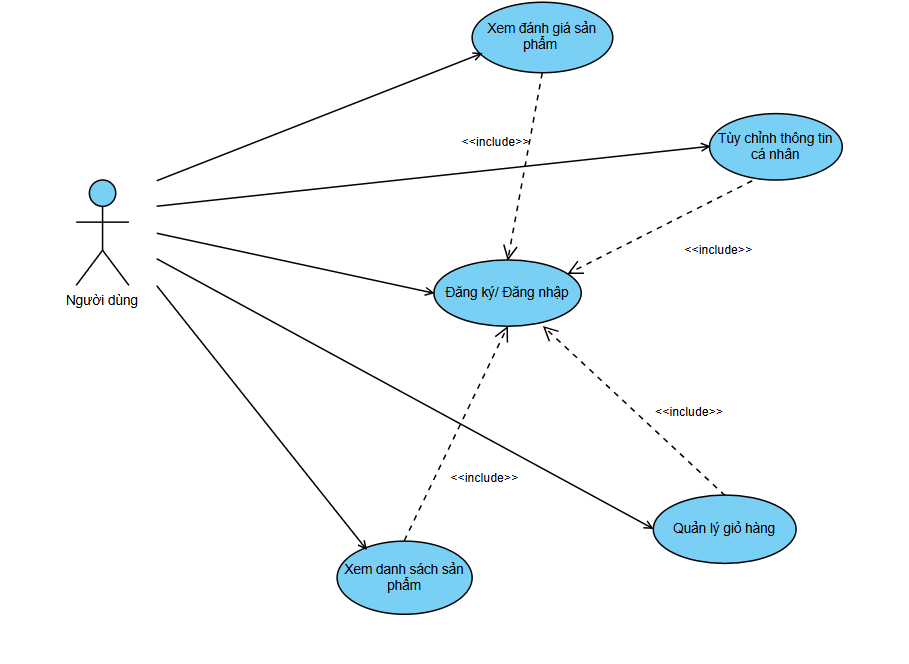 Xem đánh giá sản
phẩm
<<include>>
Tùy chỉnh thông tin
cá nhân
<<include>>
Đăng ký/ Đăng nhập
Người dùng
<<include>>
<<include>>
Quản lý giỏ hàng
Xem danh sách sản
phẩm